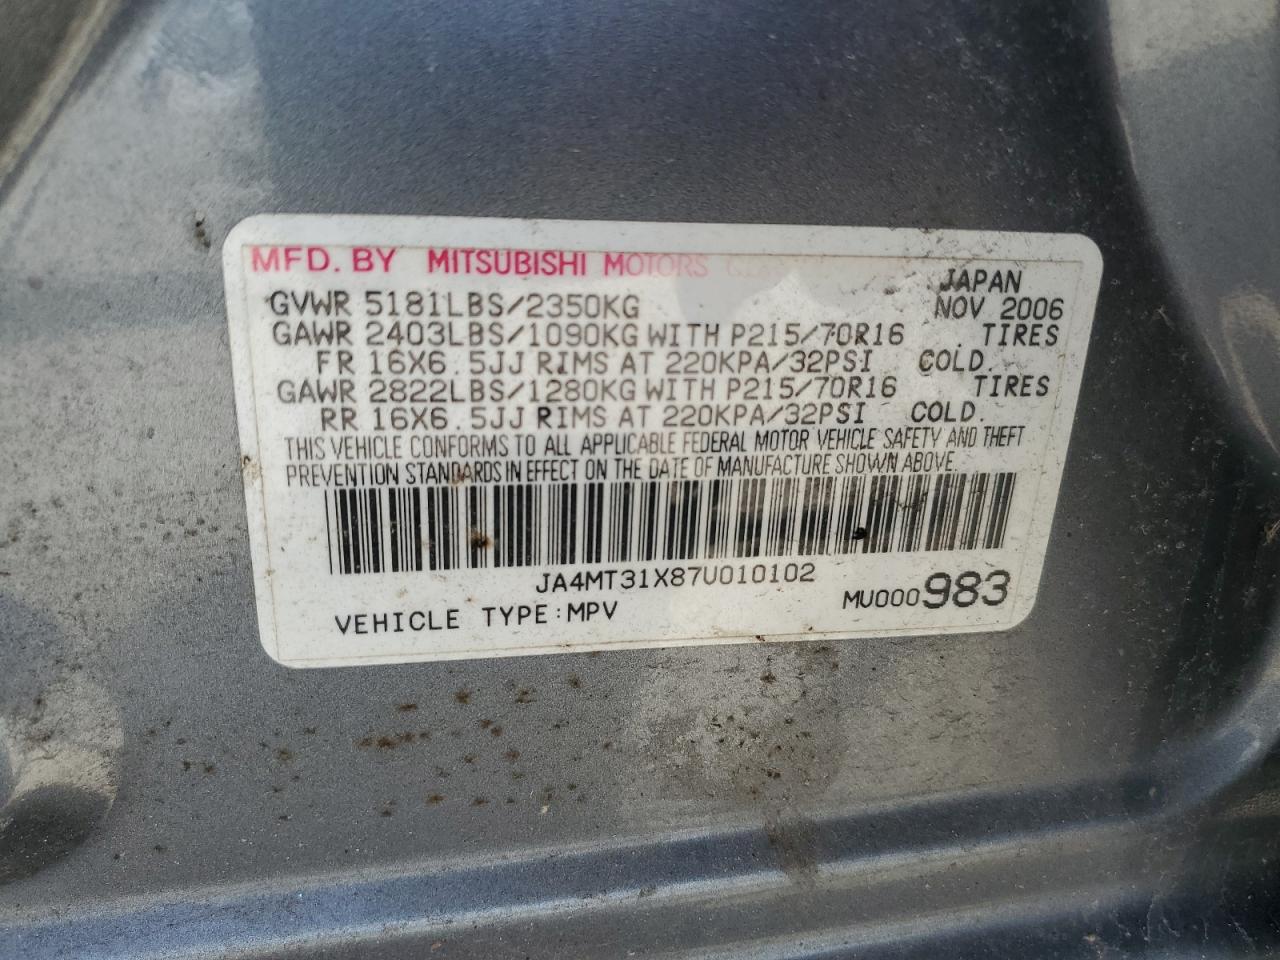 MFD. BY MITSUBISHI MOTORS
JAPAN
GVWR 5181LBS/2350KG NOV 2006
GAWR 2403LBS/1090KG WITH P215/70R16 TIRES
FR 16X6.5JJ RIMS AT 220KPA/32PSI COLD.
GAWR 2822LBS/1280KG WITH P215/70R16 TIRES
RR 16X6.5JJ RIMS AT 220KPA/32PSI COLD.
THIS VEHICLE CONFORMS TO ALL APPLICABLE FEDERAL MOTOR VEHICLE SAFETY AND THEFT
PREVENTION STANDARDS IN EFFECT ON THE DATE OF MANUFACTURE SHOWN ABOVE.
JA4MT31X87U010102
VEHICLE TYPE:MPV MU000983